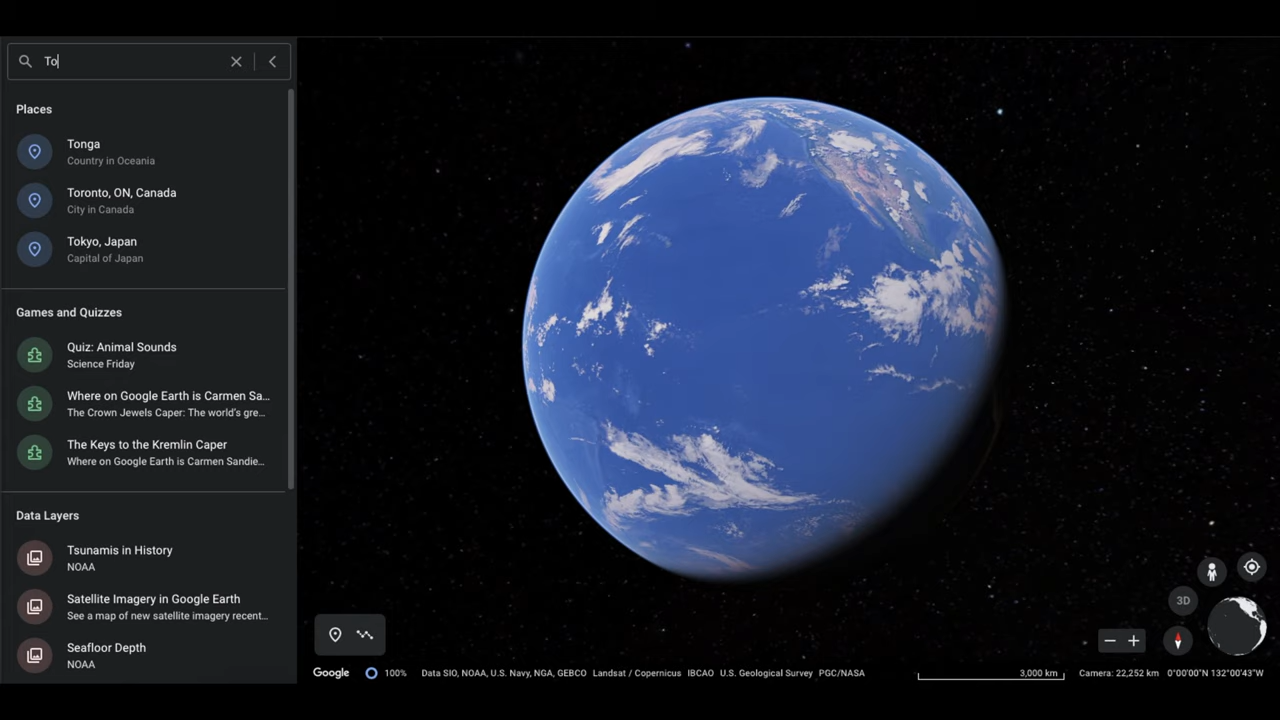 To
Places
Tonga
Country in Oceania
Toronto, ON, Canada
City in Canada
Tokyo, Japan
Capital of Japan
Games and Quizzes
Quiz: Animal Sounds
Science Friday
Where on Google Earth is Carmen Sa...
The Crown Jewels Caper: The world's gre...
The Keys to the Kremlin Caper
Where on Google Earth is Carmen Sandie...
Data Layers
Tsunamis in History
NOAA
Satellite Imagery in Google Earth
See a map of new satellite imagery recent...
Seafloor Depth
NOAA
3D
Google 100% Data SIO, NOAA, U.S. Navy, NGA, GEBCO Landsat / Copernicus IBCAO U.S. Geological Survey PGC/NASA 3,000 km Camera: 22,252 km 0°00'00"N 132°00'43"W